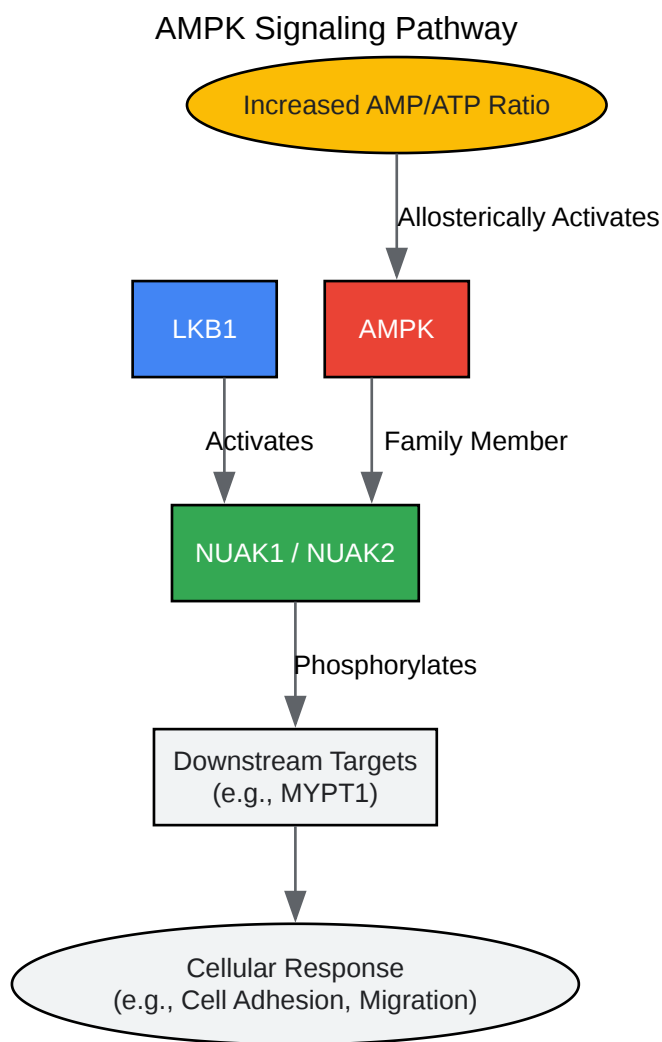 AMPK Signaling Pathway
Increased AMP/ATP Ratio
Allosterically Activates
LKB1
AMPK
Activates
Family Member
NUAK1 / NUAK2
Phosphorylates
Downstream Targets
(e.g., MYPT1)
Cellular Response
(e.g., Cell Adhesion, Migration)